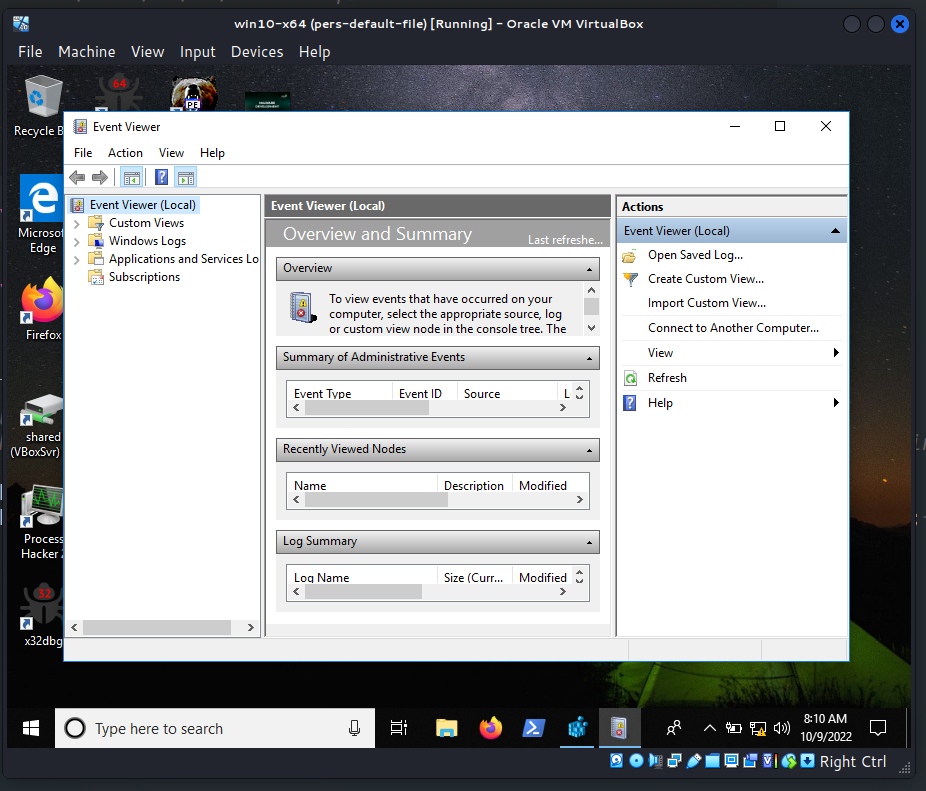 win10-x64 (pers-default-file) [Running] - Oracle VM VirtualBox
File Machine View Input Devices Help
64
PE
Recycle B
Microsof
Edge
Firefox
shared
(VBoxSvr)
Process
Hacker 2
32
x32dbg
Event Viewer
File Action View Help
Event Viewer (Local)
Custom Views
Windows Logs
Applications and Services Lo
Subscriptions
Event Viewer (Local)
Overview and Summary
Last refreshe...
Overview
To view events that have occurred on your
computer, select the appropriate source, log
or custom view node in the console tree. The
Summary of Administrative Events
Event Type Event ID Source L
Recently Viewed Nodes
Name Description Modified
Log Summary
Log Name Size (Curr... Modified
Actions
Event Viewer (Local)
Open Saved Log...
Create Custom View...
Import Custom View...
Connect to Another Computer...
View
Refresh
Help
Type here to search
8:10 AM
10/9/2022
Right Ctrl